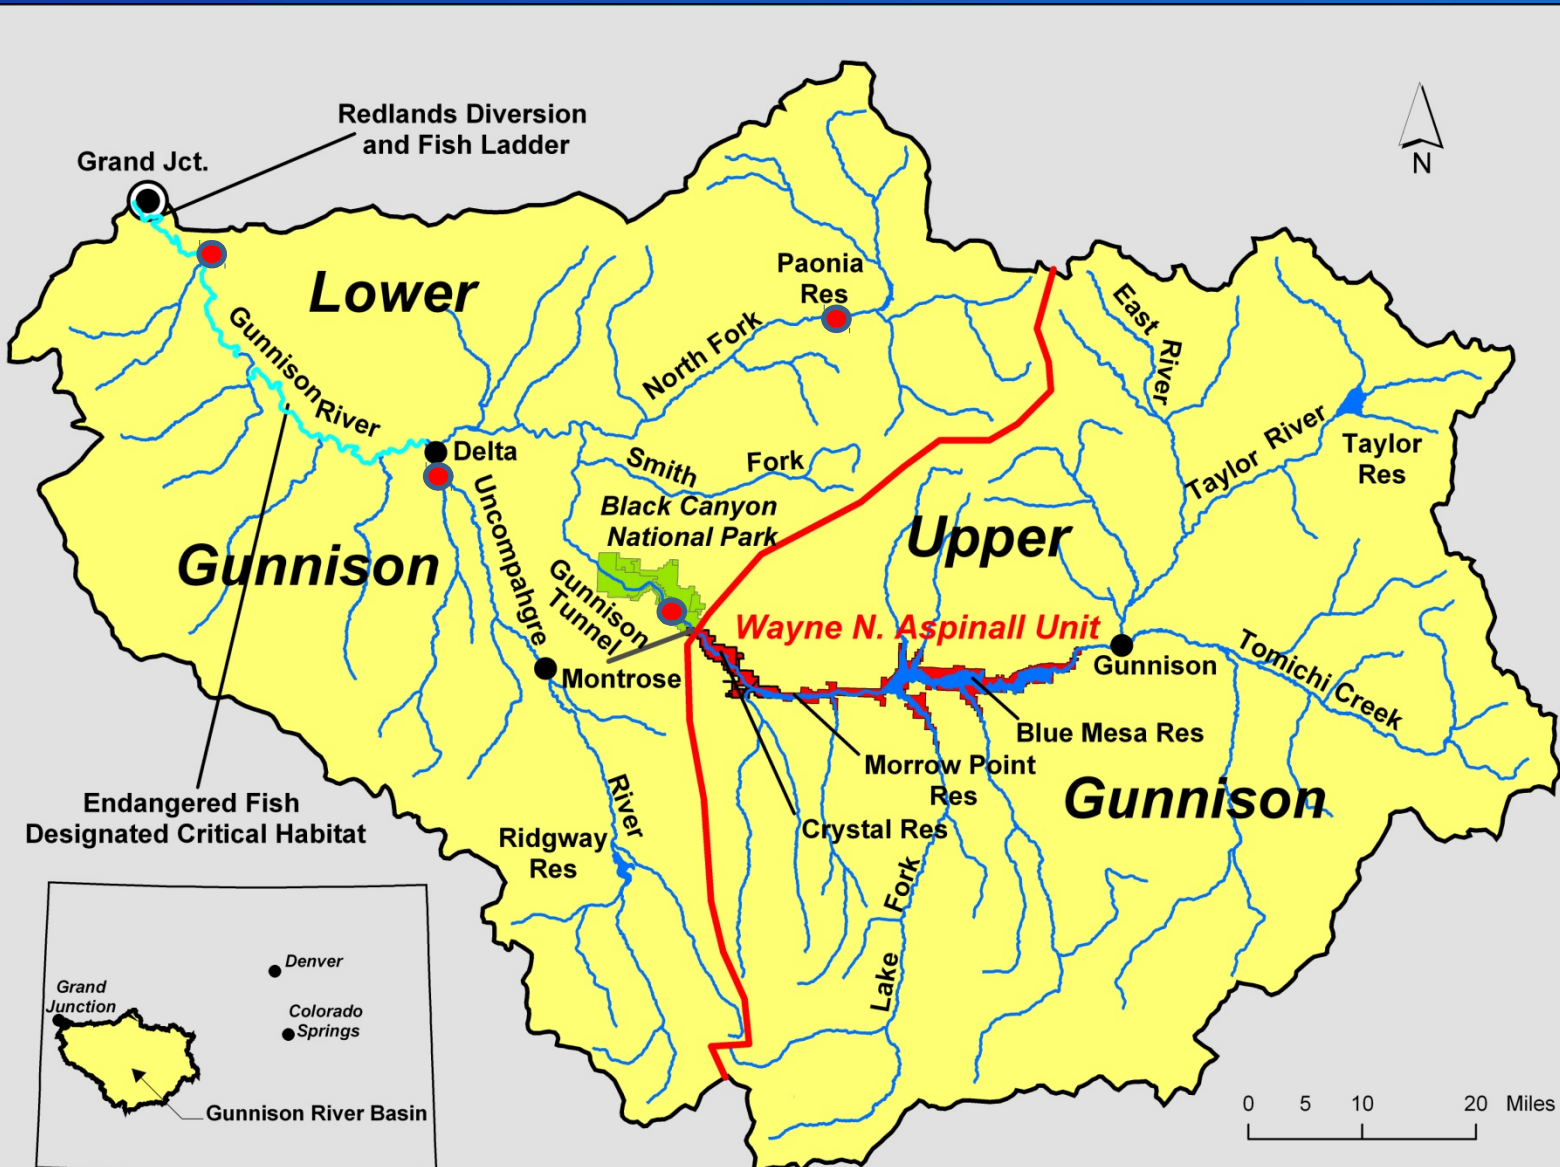 Redlands Diversion
and Fish Ladder
Grand Jct.
N
Lower
Paonia
Res
East
River
Gunnison
River
North Fork
Taylor River
Taylor
Res
Delta
Smith
Fork
Uncompahgre
Black Canyon
National Park
Upper
Gunnison
Gunnison
Tunnel
Wayne N. Aspinall Unit
Gunnison
Tomichi Creek
Montrose
Blue Mesa Res
Morrow Point
Res
Gunnison
Endangered Fish
Designated Critical Habitat
River
Crystal Res
Ridgway
Res
Lake
Fork
Denver
Grand
Junction
Colorado
Springs
Gunnison River Basin
0 5 10 20 Miles